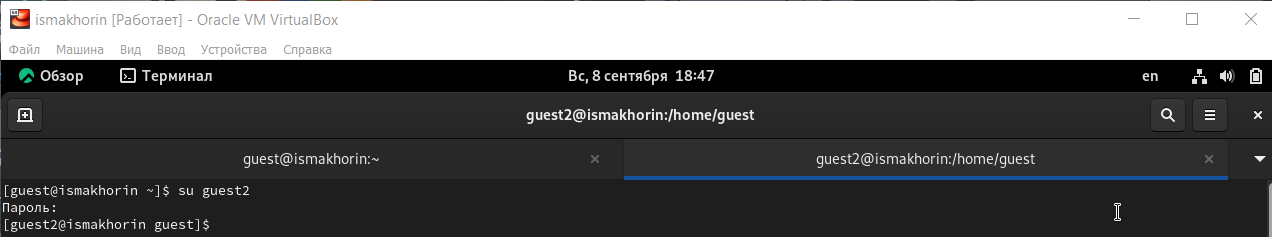 ismakhorin [Работает] - Oracle VM VirtualBox
Файл Машина Вид Ввод Устройства Справка
Обзор Терминал Вс, 8 сентября 18:47 en
guest2@ismakhorin:/home/guest
guest@ismakhorin:~ guest2@ismakhorin:/home/guest
[guest@ismakhorin ~]$ su guest2
Пароль:
[guest2@ismakhorin guest]$